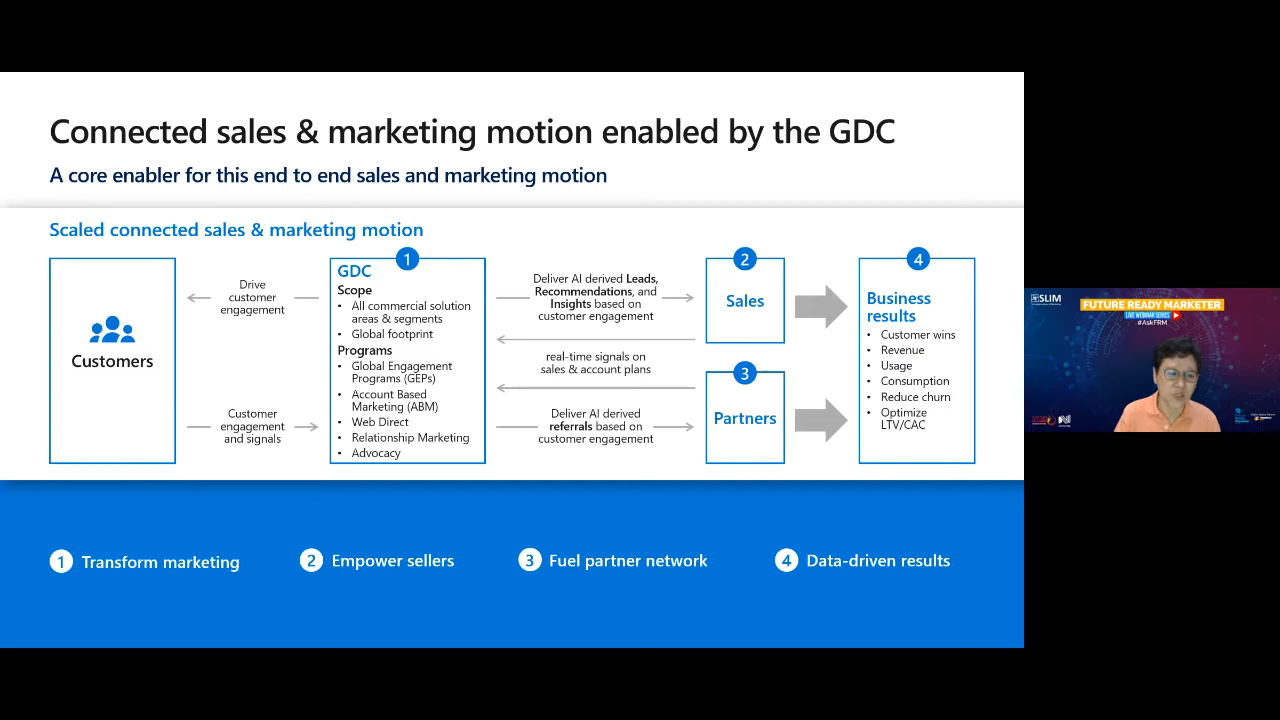 Connected sales & marketing motion enabled by the GDC
A core enabler for this end to end sales and marketing motion
Scaled connected sales & marketing motion
Customers
Drive
customer
engagement
Customer
engagement
and signals
1
GDC
Scope
• All commercial solution
areas & segments
• Global footprint
Programs
• Global Engagement
Programs (GEPs)
• Account Based
Marketing (ABM)
• Web Direct
• Relationship Marketing
• Advocacy
Deliver AI derived Leads,
Recommendations, and
Insights based on
customer engagement
real-time signals on
sales & account plans
Deliver AI derived
referrals based on
customer engagement
2
Sales
3
Partners
4
Business
results
• Customer wins
• Revenue
• Usage
• Consumption
• Reduce churn
• Optimize
LTV/CAC
1 Transform marketing
2 Empower sellers
3 Fuel partner network
4 Data-driven results
SLIM
FUTURE READY MARKETER
LIVE WEBINAR SERIES
#AskFRM